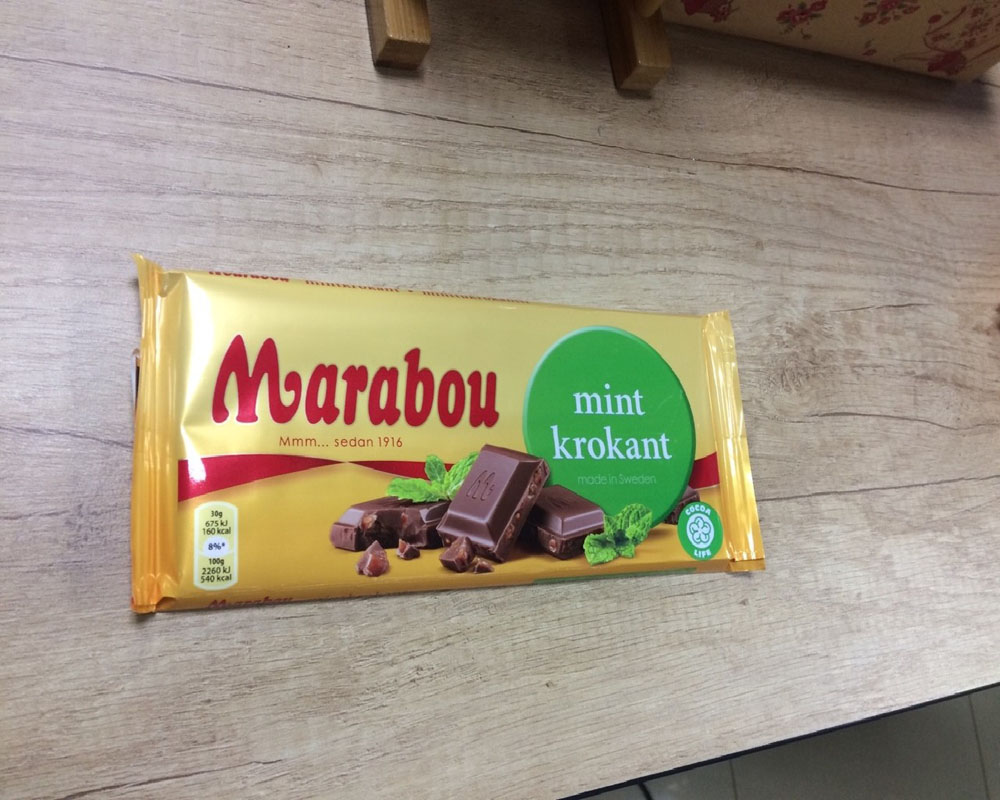 Marabou
Mmm... sedan 1916
mint
krokant
made in Sweden
30g
675 kJ
160 kcal
8%*
100g
2260 kJ
540 kcal
COCOA
LIFE
Marabou